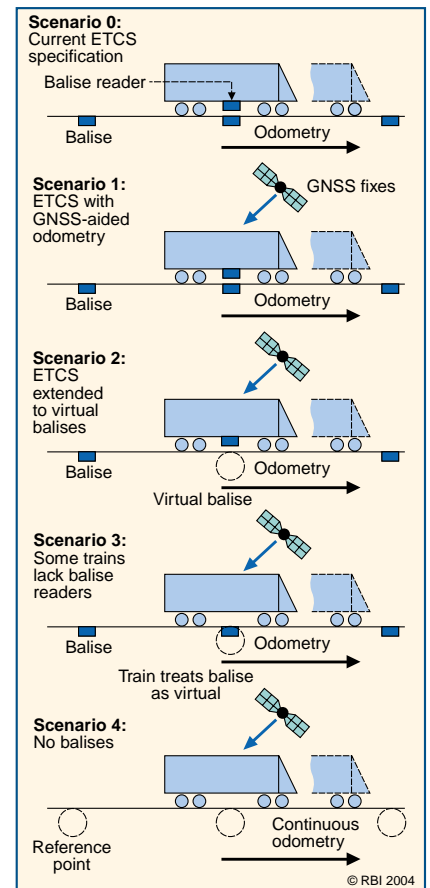 Scenario 0:
Current ETCS
specification
Balise reader
Balise
Odometry
Scenario 1:
ETCS with
GNSS-aided
odometry
GNSS fixes
Balise
Odometry
Scenario 2:
ETCS
extended
to virtual
balises
Balise
Odometry
Virtual balise
Scenario 3:
Some trains
lack balise
readers
Balise
Odometry
Train treats balise
as virtual
Scenario 4:
No balises
Reference
point
Continuous
odometry
© RBI 2004